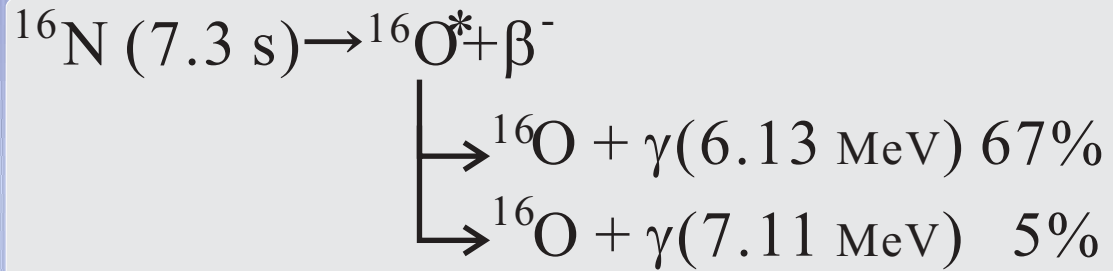 ¹⁶N (7.3 s)→¹⁶O*+β⁻
¹⁶O + γ(6.13 MeV) 67%
¹⁶O + γ(7.11 MeV) 5%